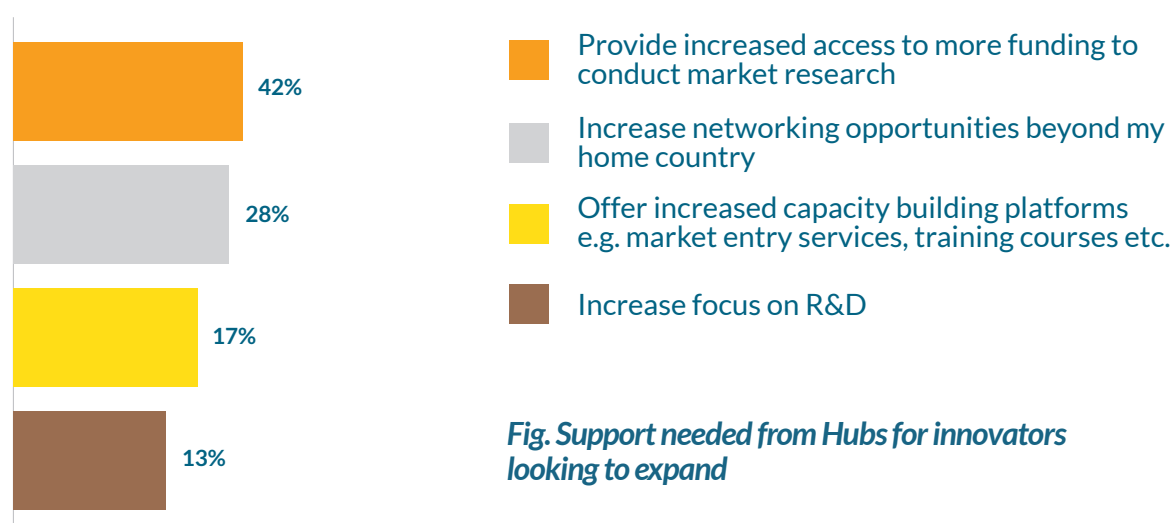 42%
28%
17%
13%
Provide increased access to more funding to
conduct market research
Increase networking opportunities beyond my
home country
Offer increased capacity building platforms
e.g. market entry services, training courses etc.
Increase focus on R&D
Fig. Support needed from Hubs for innovators
looking to expand